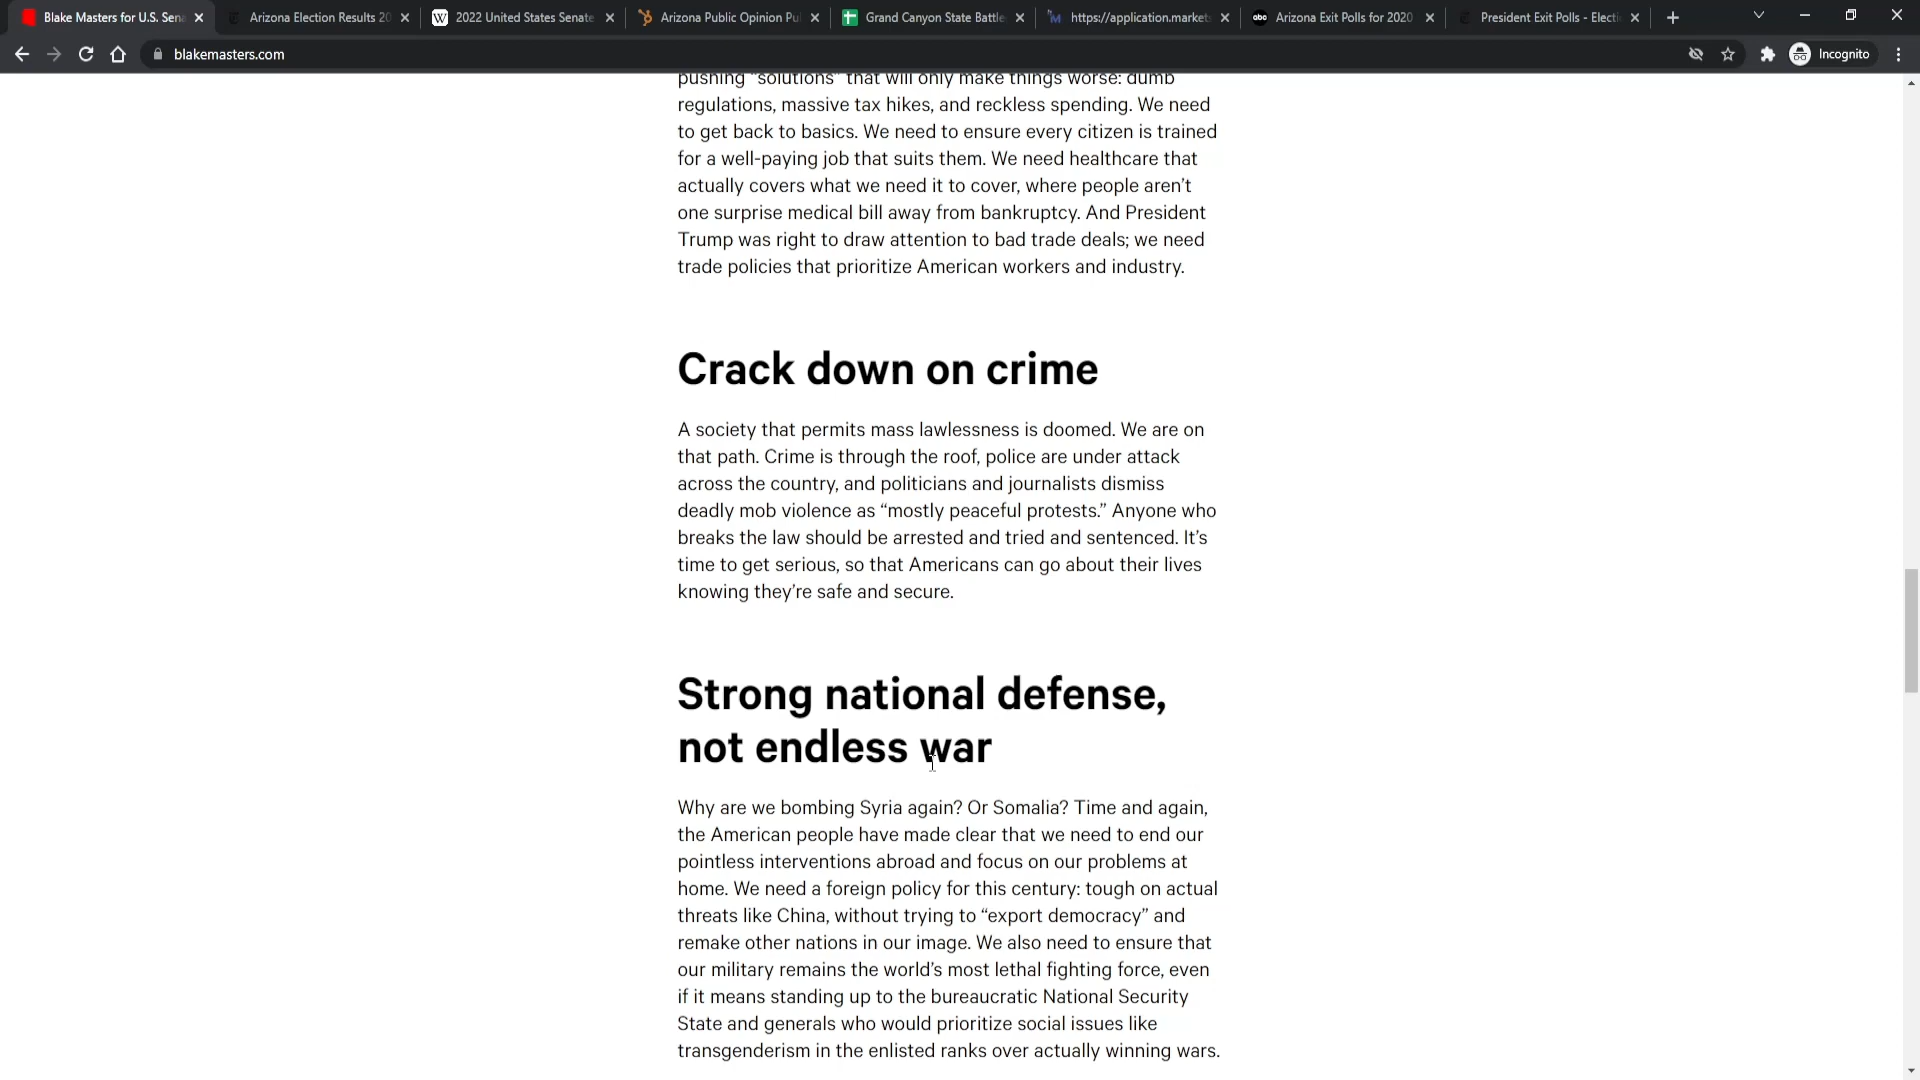 Blake Masters for U.S. Sena
Arizona Election Results 20
2022 United States Senate
Arizona Public Opinion Pu
Grand Canyon State Battle
https://application.market
Arizona Exit Polls for 2020
President Exit Polls - Electi
blakemasters.com
Incognito
pushing “solutions” that will only make things worse: dumb
regulations, massive tax hikes, and reckless spending. We need
to get back to basics. We need to ensure every citizen is trained
for a well-paying job that suits them. We need healthcare that
actually covers what we need it to cover, where people aren’t
one surprise medical bill away from bankruptcy. And President
Trump was right to draw attention to bad trade deals; we need
trade policies that prioritize American workers and industry.
Crack down on crime
A society that permits mass lawlessness is doomed. We are on
that path. Crime is through the roof, police are under attack
across the country, and politicians and journalists dismiss
deadly mob violence as “mostly peaceful protests.” Anyone who
breaks the law should be arrested and tried and sentenced. It’s
time to get serious, so that Americans can go about their lives
knowing they’re safe and secure.
Strong national defense,
not endless war
Why are we bombing Syria again? Or Somalia? Time and again,
the American people have made clear that we need to end our
pointless interventions abroad and focus on our problems at
home. We need a foreign policy for this century: tough on actual
threats like China, without trying to “export democracy” and
remake other nations in our image. We also need to ensure that
our military remains the world’s most lethal fighting force, even
if it means standing up to the bureaucratic National Security
State and generals who would prioritize social issues like
transgenderism in the enlisted ranks over actually winning wars.